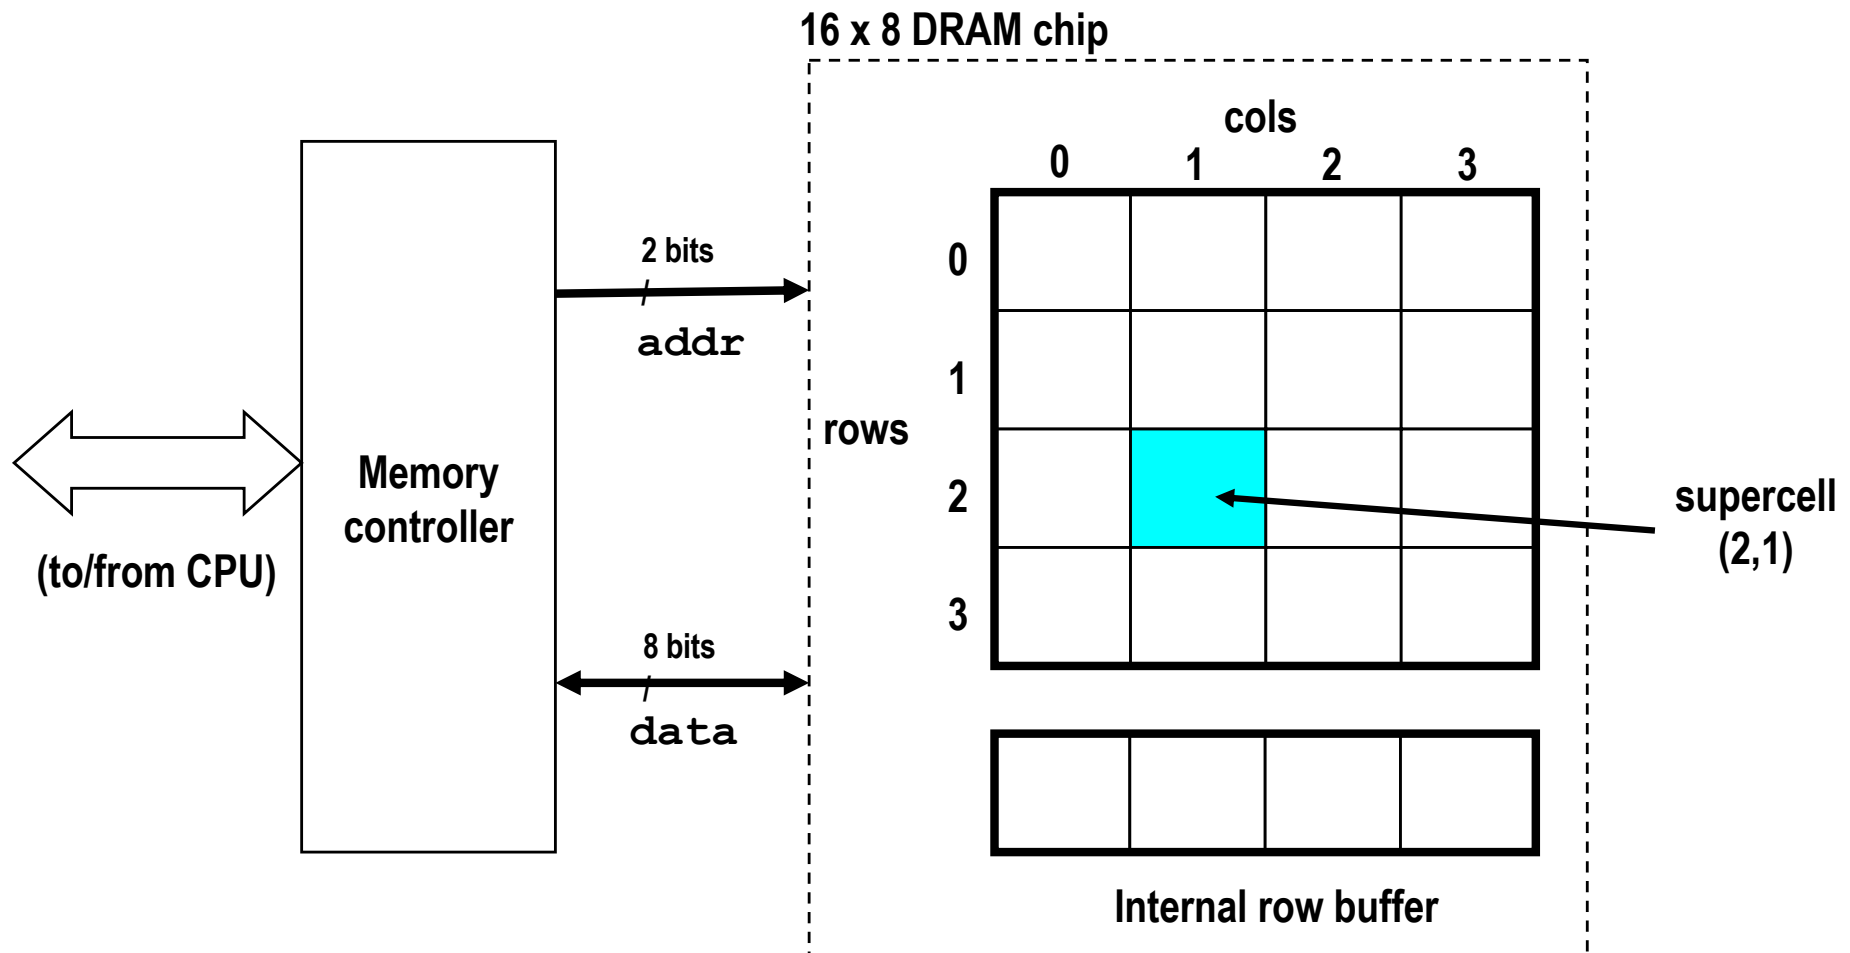 16 x 8 DRAM chip
cols
0 1 2 3
0
1
2
3
rows
2 bits
addr
Memory
controller
(to/from CPU)
8 bits
data
supercell
(2,1)
Internal row buffer